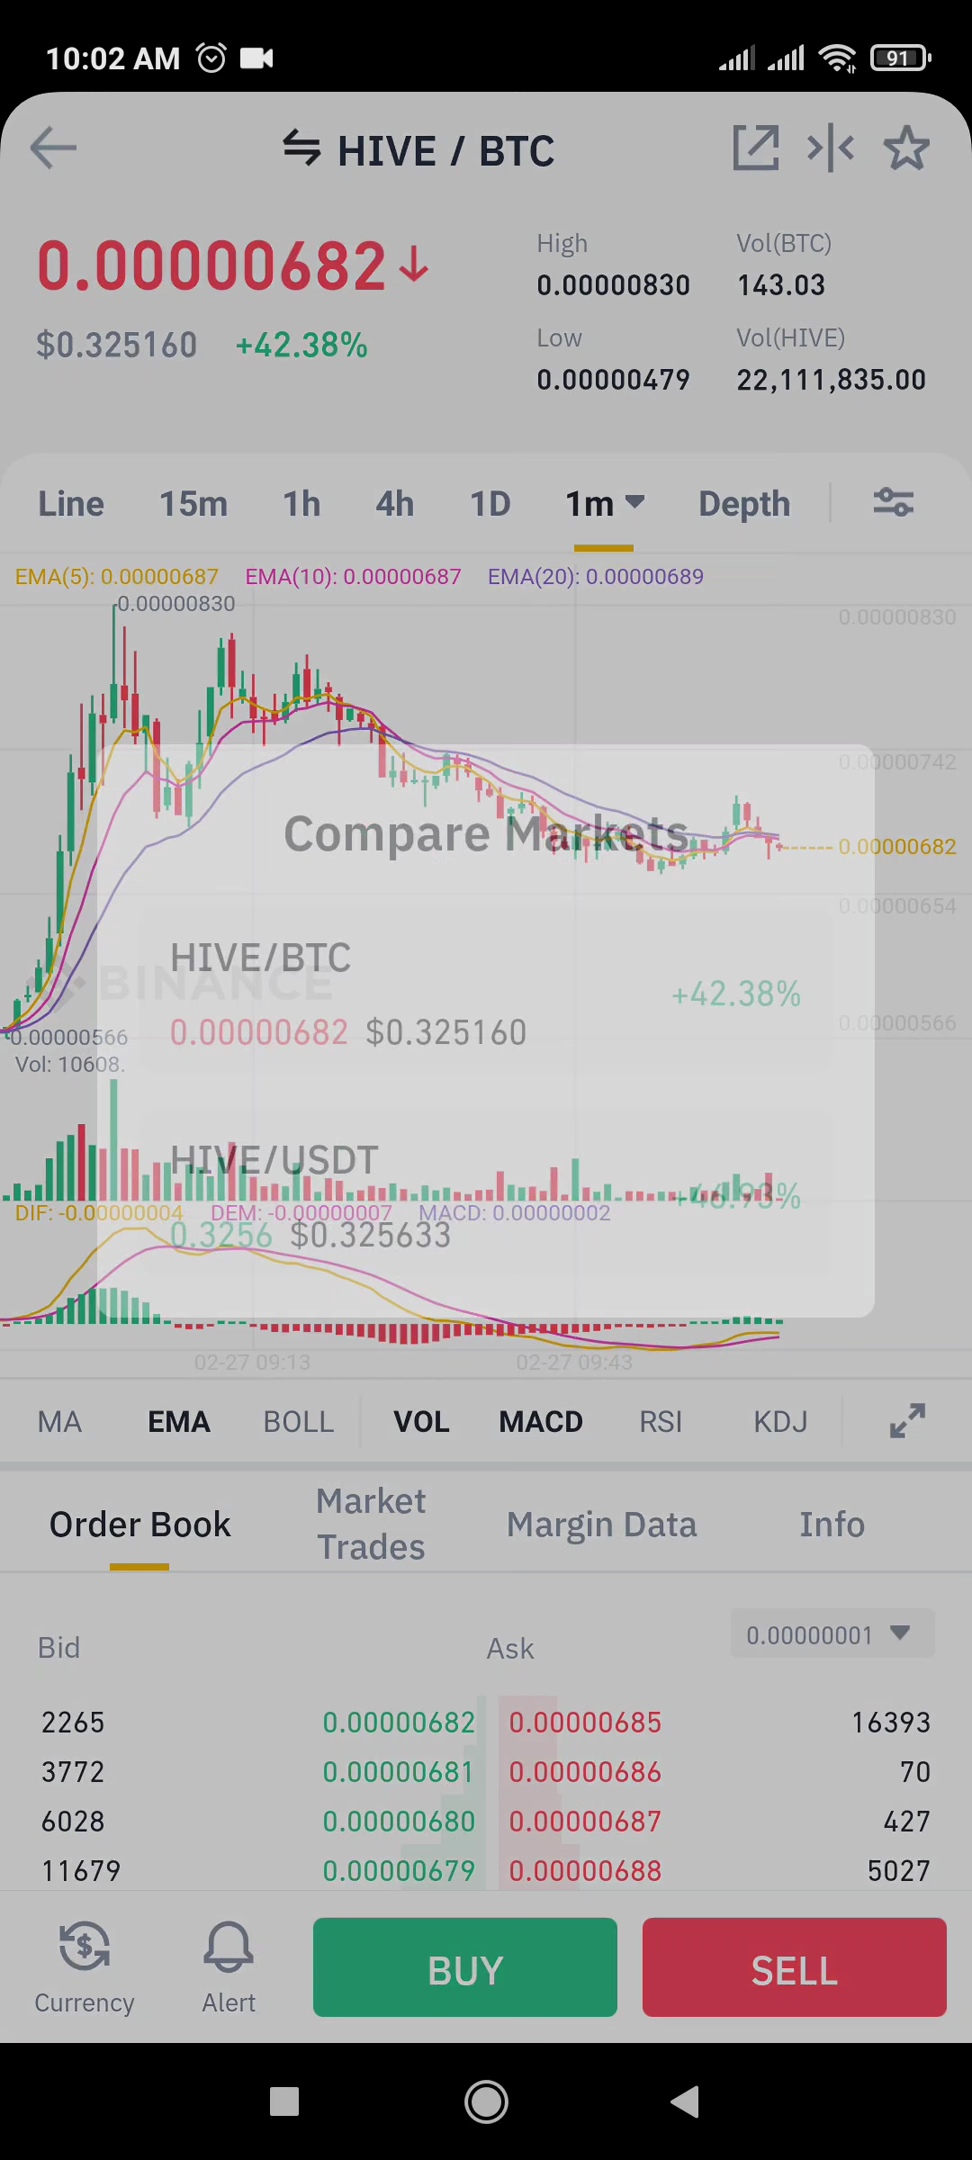 10:02 AM
91
HIVE / BTC
0.00000682↓
$0.325160 +42.38%
High
0.00000830
Vol(BTC)
143.03
Low
0.00000479
Vol(HIVE)
22,111,835.00
Line 15m 1h 4h 1D 1m Depth
EMA(5): 0.00000687 EMA(10): 0.00000687 EMA(20): 0.00000689
0.00000830
0.00000830
0.00000742
Compare Markets
0.00000682
0.00000654
HIVE/BTC
BINANCE
+42.38%
0.00000682 $0.325160
0.00000566
0.00000566
Vol: 10608.
HIVE/USDT
+46.93%
DIF: -0.00000004 DEM: -0.00000007 MACD: 0.00000002
0.3256 $0.325633
02-27 09:13 02-27 09:43
MA EMA BOLL VOL MACD RSI KDJ
Order Book Market Trades Margin Data Info
Bid Ask 0.00000001
2265 0.00000682 0.00000685 16393
3772 0.00000681 0.00000686 70
6028 0.00000680 0.00000687 427
11679 0.00000679 0.00000688 5027
Currency Alert BUY SELL